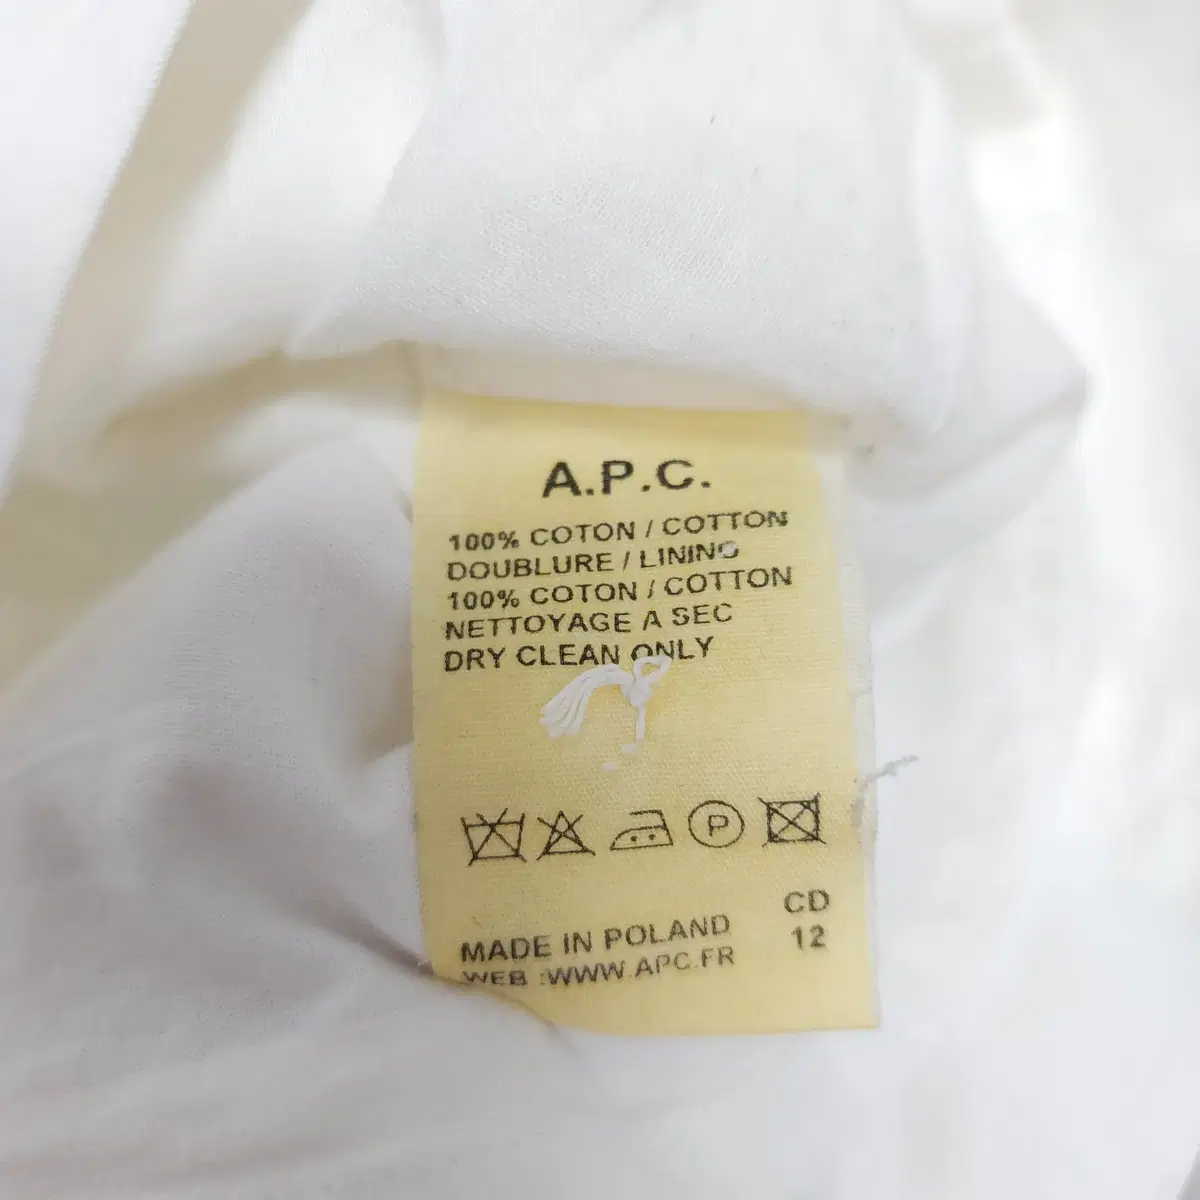 A.P.C.
100% COTON / COTTON
DOUBLURE / LINING
100% COTON / COTTON
NETTOYAGE A SEC
DRY CLEAN ONLY
P
CD
12
MADE IN POLAND
WEB :WWW.APC.FR